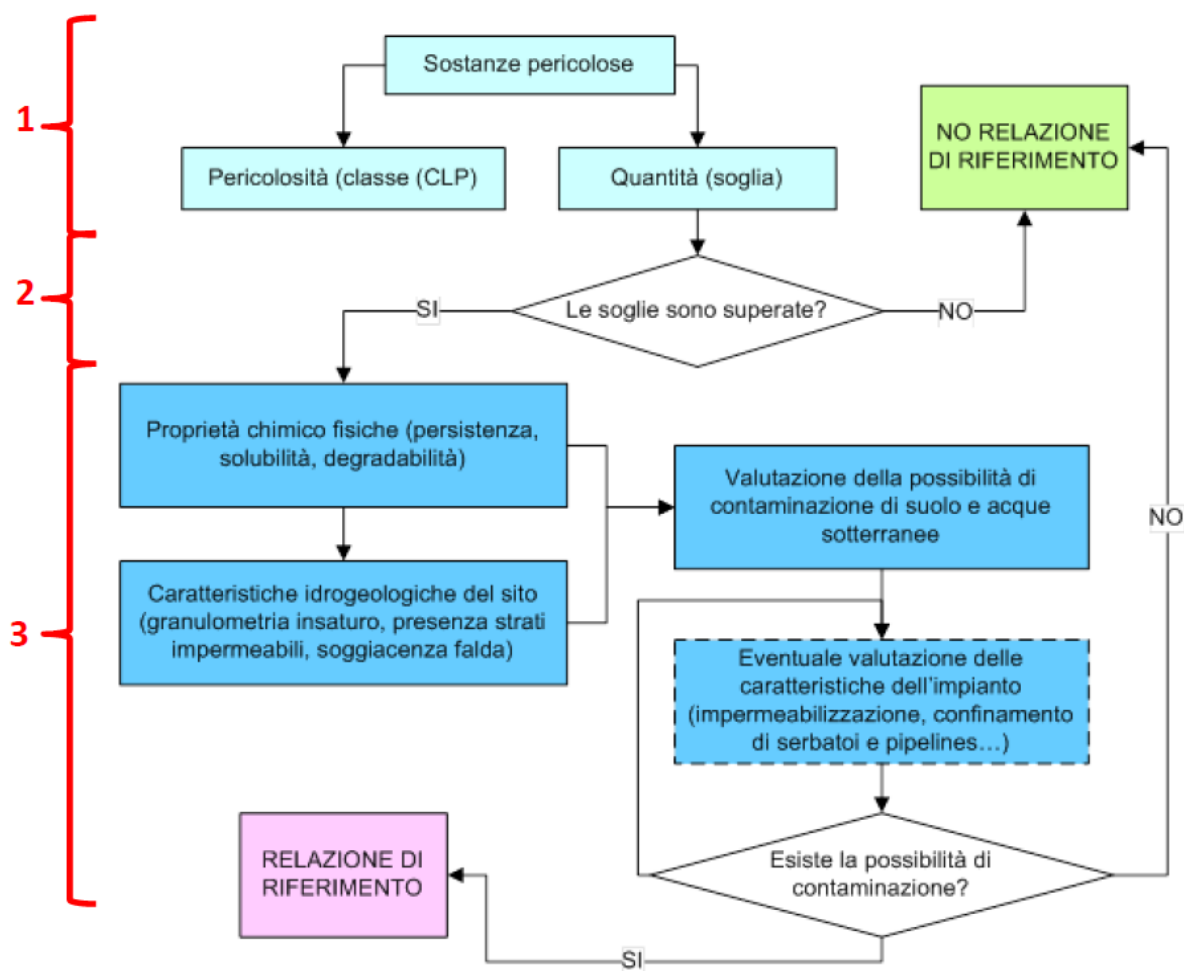 1
Sostanze pericolose
NO RELAZIONE
DI RIFERIMENTO
Pericolosità (classe (CLP)
Quantità (soglia)
2
Le soglie sono superate?
SI
NO
3
Proprietà chimico fisiche (persistenza,
solubilità, degradabilità)
Valutazione della possibilità di
contaminazione di suolo e acque
sotterranee
NO
Caratteristiche idrogeologiche del sito
(granulometria insaturo, presenza strati
impermeabili, soggiacenza falda)
Eventuale valutazione delle
caratteristiche dell'impianto
(impermeabilizzazione, confinamento
di serbatoi e pipelines…)
Esiste la possibilità di
contaminazione?
RELAZIONE DI
RIFERIMENTO
SI